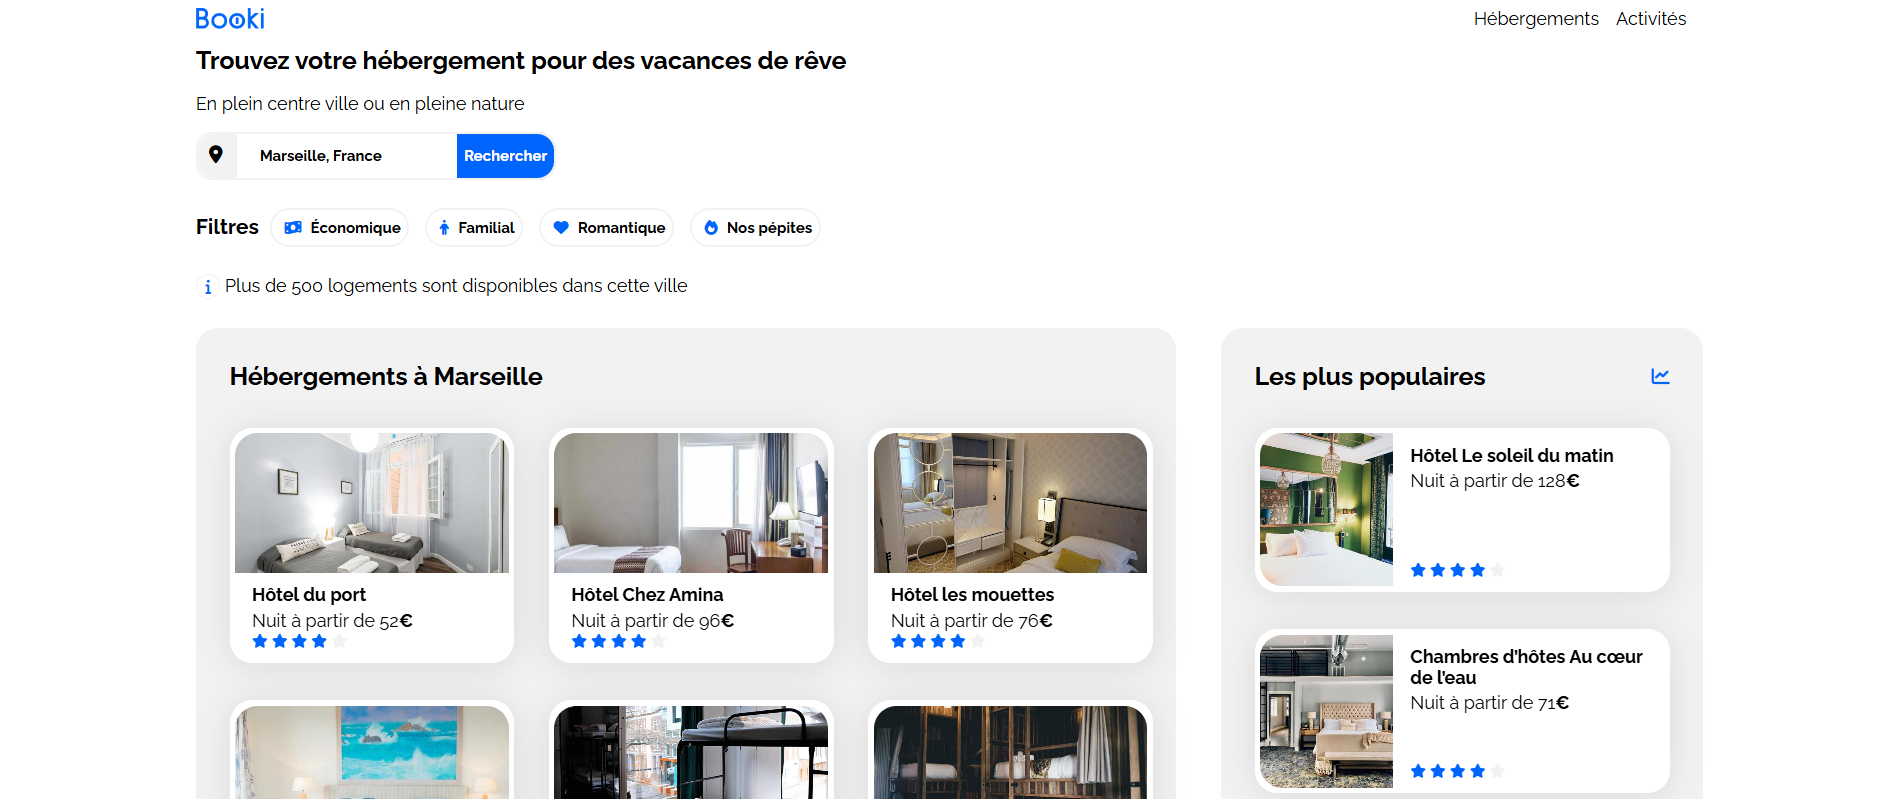 Booki
Hébergements Activités
Trouvez votre hébergement pour des vacances de rêve
En plein centre ville ou en pleine nature
Marseille, France Rechercher
Filtres Économique Familial Romantique Nos pépites
Plus de 500 logements sont disponibles dans cette ville
Hébergements à Marseille
Hôtel du port
Nuit à partir de 52€
Hôtel Chez Amina
Nuit à partir de 96€
Hôtel les mouettes
Nuit à partir de 76€
Les plus populaires
Hôtel Le soleil du matin
Nuit à partir de 128€
Chambres d’hôtes Au cœur
de l’eau
Nuit à partir de 71€